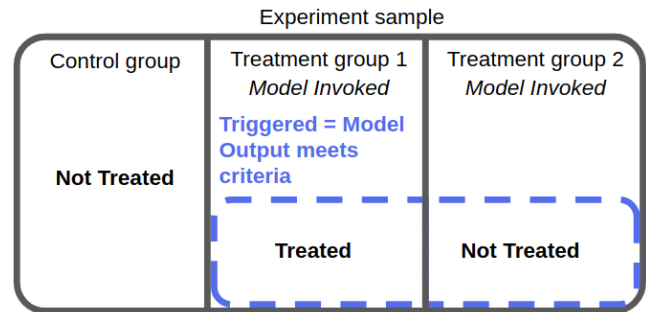 Experiment sample
Control group
Not Treated
Treatment group 1
Model Invoked
Triggered = Model
Output meets
criteria
Treated
Treatment group 2
Model Invoked
Not Treated